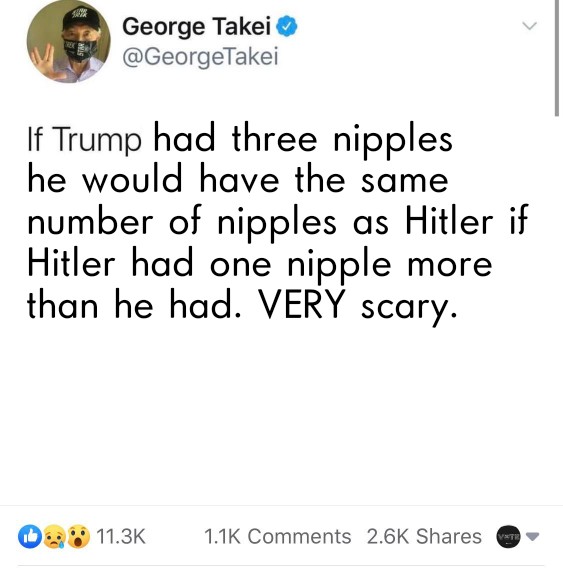 George Takei
@GeorgeTakei
If Trump had three nipples
he would have the same
number of nipples as Hitler if
Hitler had one nipple more
than he had. VERY scary.
11.3K 1.1K Comments 2.6K Shares